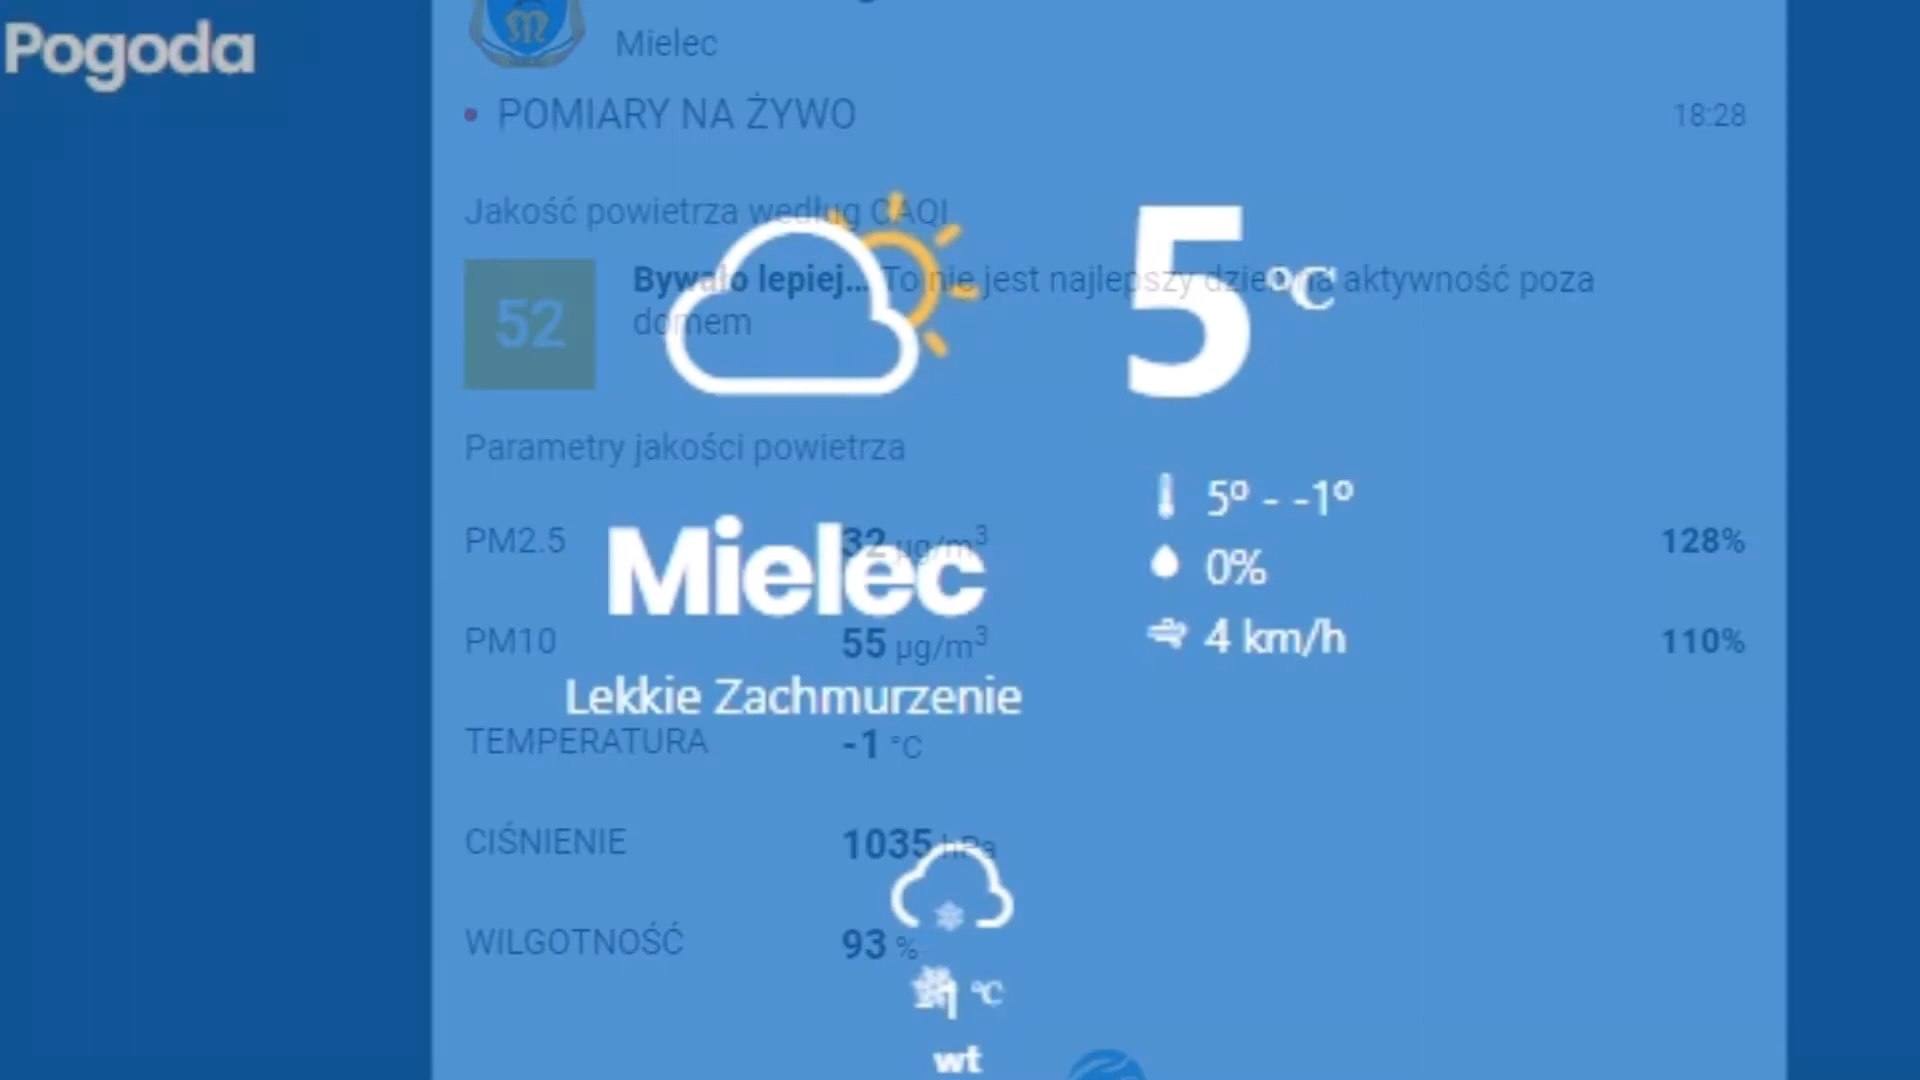 Pogoda
Mielec
POMIARY NA ŻYWO
18:28
Jakość powietrza według CAQI
52
Bywało lepiej... To nie jest najlepszy dzień na aktywność poza
domem
5 °C
Parametry jakości powietrza
5º - -1º
PM2.5 32 µg/m³ 128%
Mielec
0%
PM10 55 µg/m³ 110%
4 km/h
Lekkie Zachmurzenie
TEMPERATURA -1 °C
CIŚNIENIE 1035 hPa
WILGOTNOŚĆ 93 %
°C
wt